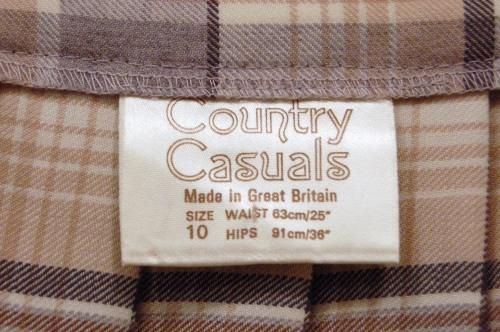 Country
Casuals
Made in Great Britain
SIZE WAIST 63cm/25"
10 HIPS 91cm/36"